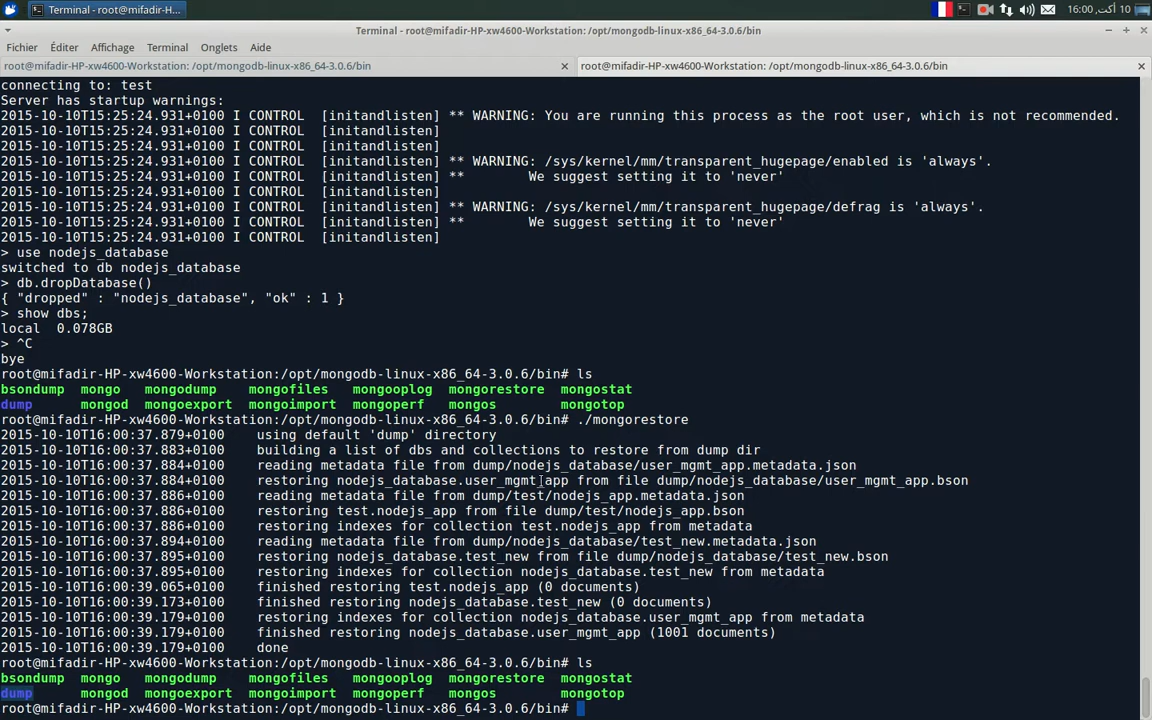 Terminal - root@mifadir-H...
16:00 ,أكت 10
Terminal - root@mifadir-HP-xw4600-Workstation: /opt/mongodb-linux-x86_64-3.0.6/bin
Fichier Éditer Affichage Terminal Onglets Aide
root@mifadir-HP-xw4600-Workstation: /opt/mongodb-linux-x86_64-3.0.6/bin
root@mifadir-HP-xw4600-Workstation: /opt/mongodb-linux-x86_64-3.0.6/bin
connecting to: test
Server has startup warnings:
2015-10-10T15:25:24.931+0100 I CONTROL  [initandlisten] ** WARNING: You are running this process as the root user, which is not recommended.
2015-10-10T15:25:24.931+0100 I CONTROL  [initandlisten]
2015-10-10T15:25:24.931+0100 I CONTROL  [initandlisten]
2015-10-10T15:25:24.931+0100 I CONTROL  [initandlisten] ** WARNING: /sys/kernel/mm/transparent_hugepage/enabled is 'always'.
2015-10-10T15:25:24.931+0100 I CONTROL  [initandlisten] **        We suggest setting it to 'never'
2015-10-10T15:25:24.931+0100 I CONTROL  [initandlisten]
2015-10-10T15:25:24.931+0100 I CONTROL  [initandlisten] ** WARNING: /sys/kernel/mm/transparent_hugepage/defrag is 'always'.
2015-10-10T15:25:24.931+0100 I CONTROL  [initandlisten] **        We suggest setting it to 'never'
2015-10-10T15:25:24.931+0100 I CONTROL  [initandlisten]
> use nodejs_database
switched to db nodejs_database
> db.dropDatabase()
{ "dropped" : "nodejs_database", "ok" : 1 }
> show dbs;
local  0.078GB
> ^C
bye
root@mifadir-HP-xw4600-Workstation:/opt/mongodb-linux-x86_64-3.0.6/bin# ls
bsondump  mongo   mongodump    mongofiles   mongooplog  mongorestore  mongostat
dump      mongod  mongoexport  mongoimport  mongoperf   mongos        mongotop
root@mifadir-HP-xw4600-Workstation:/opt/mongodb-linux-x86_64-3.0.6/bin# ./mongorestore
2015-10-10T16:00:37.879+0100    using default 'dump' directory
2015-10-10T16:00:37.883+0100    building a list of dbs and collections to restore from dump dir
2015-10-10T16:00:37.884+0100    reading metadata file from dump/nodejs_database/user_mgmt_app.metadata.json
2015-10-10T16:00:37.884+0100    restoring nodejs_database.user_mgmt_app from file dump/nodejs_database/user_mgmt_app.bson
2015-10-10T16:00:37.886+0100    reading metadata file from dump/test/nodejs_app.metadata.json
2015-10-10T16:00:37.886+0100    restoring test.nodejs_app from file dump/test/nodejs_app.bson
2015-10-10T16:00:37.886+0100    restoring indexes for collection test.nodejs_app from metadata
2015-10-10T16:00:37.894+0100    reading metadata file from dump/nodejs_database/test_new.metadata.json
2015-10-10T16:00:37.895+0100    restoring nodejs_database.test_new from file dump/nodejs_database/test_new.bson
2015-10-10T16:00:37.895+0100    restoring indexes for collection nodejs_database.test_new from metadata
2015-10-10T16:00:39.065+0100    finished restoring test.nodejs_app (0 documents)
2015-10-10T16:00:39.173+0100    finished restoring nodejs_database.test_new (0 documents)
2015-10-10T16:00:39.179+0100    restoring indexes for collection nodejs_database.user_mgmt_app from metadata
2015-10-10T16:00:39.179+0100    finished restoring nodejs_database.user_mgmt_app (1001 documents)
2015-10-10T16:00:39.179+0100    done
root@mifadir-HP-xw4600-Workstation:/opt/mongodb-linux-x86_64-3.0.6/bin# ls
bsondump  mongo   mongodump    mongofiles   mongooplog  mongorestore  mongostat
dump      mongod  mongoexport  mongoimport  mongoperf   mongos        mongotop
root@mifadir-HP-xw4600-Workstation:/opt/mongodb-linux-x86_64-3.0.6/bin#